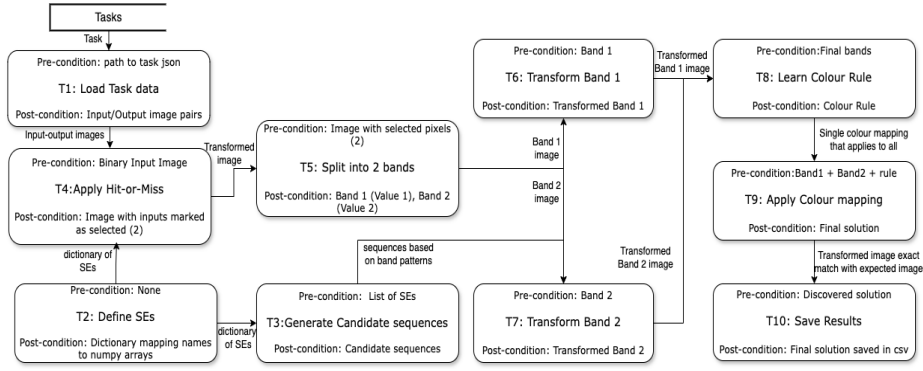 Tasks
Task
Pre-condition: path to task json
T1: Load Task data
Post-condition: Input/Output image pairs
Input-output images
Pre-condition: Binary Input Image
T4:Apply Hit-or-Miss
Post-condition: Image with inputs marked
as selected (2)
dictionary of
SEs
Pre-condition: None
T2: Define SEs
Post-condition: Dictionary mapping names
to numpy arrays
Transformed
image
Pre-condition: Image with selected pixels
(2)
T5: Split into 2 bands
Post-condition: Band 1 (Value 1), Band 2
(Value 2)
dictionary
of SEs
Pre-condition: List of SEs
T3:Generate Candidate sequences
Post-condition: Candidate sequences
sequences based
on band patterns
Band 1
image
Band 2
image
Pre-condition: Band 1
T6: Transform Band 1
Post-condition: Transformed Band 1
Pre-condition: Band 2
T7: Transform Band 2
Post-condition: Transformed Band 2
Transformed
Band 1 image
Transformed
Band 2 image
Pre-condition:Final bands
T8: Learn Colour Rule
Post-condition: Colour Rule
Single colour mapping
that applies to all
Pre-condition:Band1 + Band2 + rule
T9: Apply Colour mapping
Post-condition: Final solution
Transformed image exact
match with expected image
Pre-condition: Discovered solution
T10: Save Results
Post-condition: Final solution saved in csv